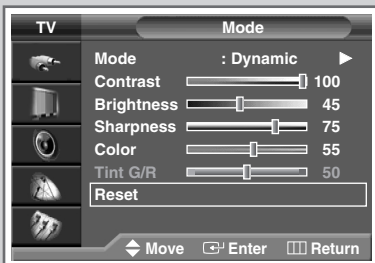 TV Mode
Mode : Dynamic
Contrast 100
Brightness 45
Sharpness 75
Color 55
Tint G/R 50
Reset
Move Enter Return